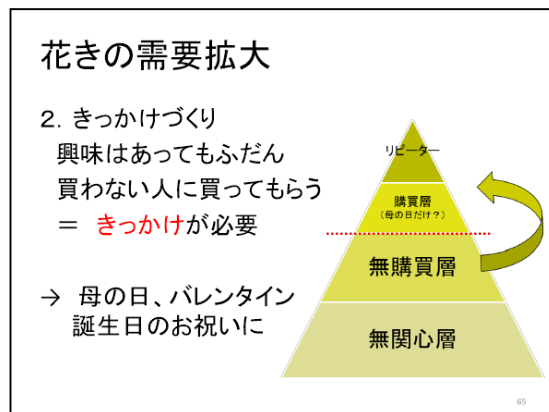 花きの需要拡大
２．きっかけづくり
興味はあってもふだん
買わない人に買ってもらう
＝ きっかけが必要
→ 母の日、バレンタイン
誕生日のお祝いに
リピーター
購買層
（母の日だけ？）
無購買層
無関心層
65